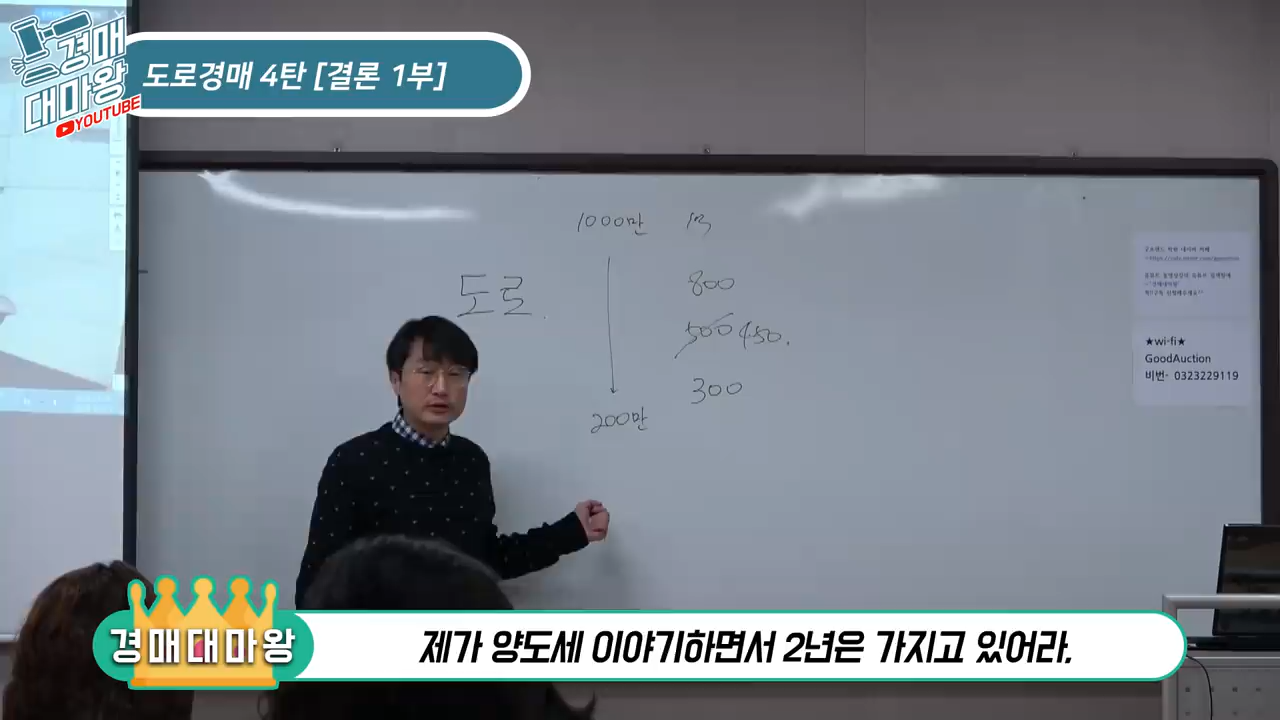 경매
대마왕
YOUTUBE
도로경매 4탄 [결론 1부]
1000만 1억
도로.
800
500 450.
200만
300
★wi-fi★
GoodAuction
비번- 0323229119
경매대마왕
제가 양도세 이야기하면서 2년은 가지고 있어라.